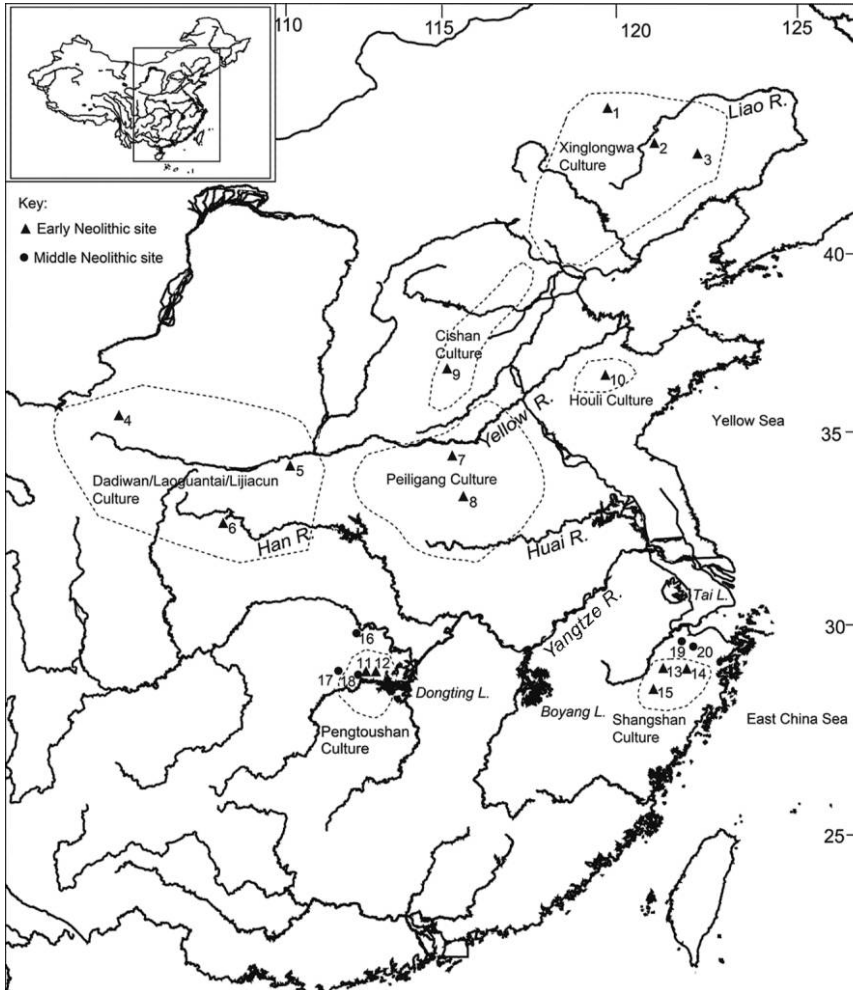 110
115
120
125
1
Liao R.
Xinglongwa
Culture
2
3
Key:
Early Neolithic site
Middle Neolithic site
40
Cishan
Culture
9
10
Houli Culture
4
Yellow R.
Yellow Sea
35
7
5
Dadiwan/Laoguantai/Lijiacun
Culture
Peiligang Culture
8
6
Han R.
Huai R.
Tai L.
Yangtze R.
30
16
19
20
11
12
17
18
13
14
15
Dongting L.
Boyang L.
Pengtoushan
Culture
Shangshan
Culture
East China Sea
25